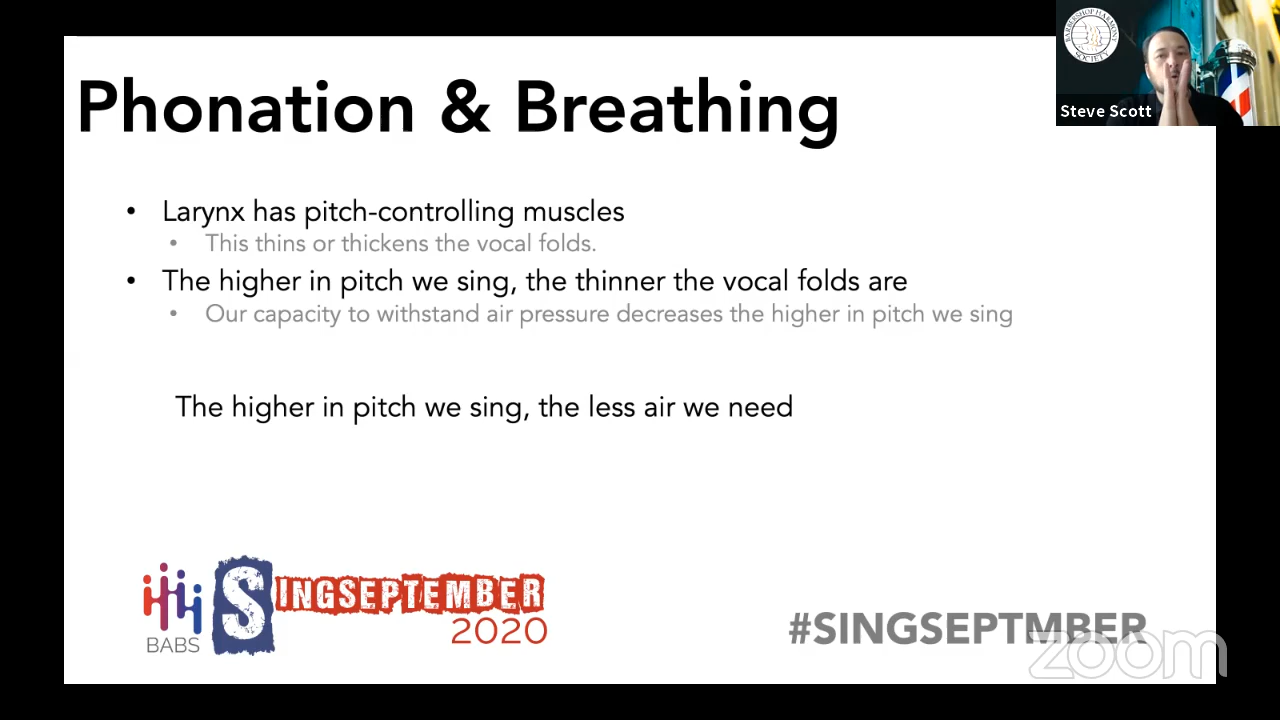 Phonation & Breathing
BARBERSHOP HARMONY SOCIETY
Steve Scott
• Larynx has pitch-controlling muscles
• This thins or thickens the vocal folds.
• The higher in pitch we sing, the thinner the vocal folds are
• Our capacity to withstand air pressure decreases the higher in pitch we sing
The higher in pitch we sing, the less air we need
BABS
SINGSEPTEMBER
2020
#SINGSEPTMBER
zoom